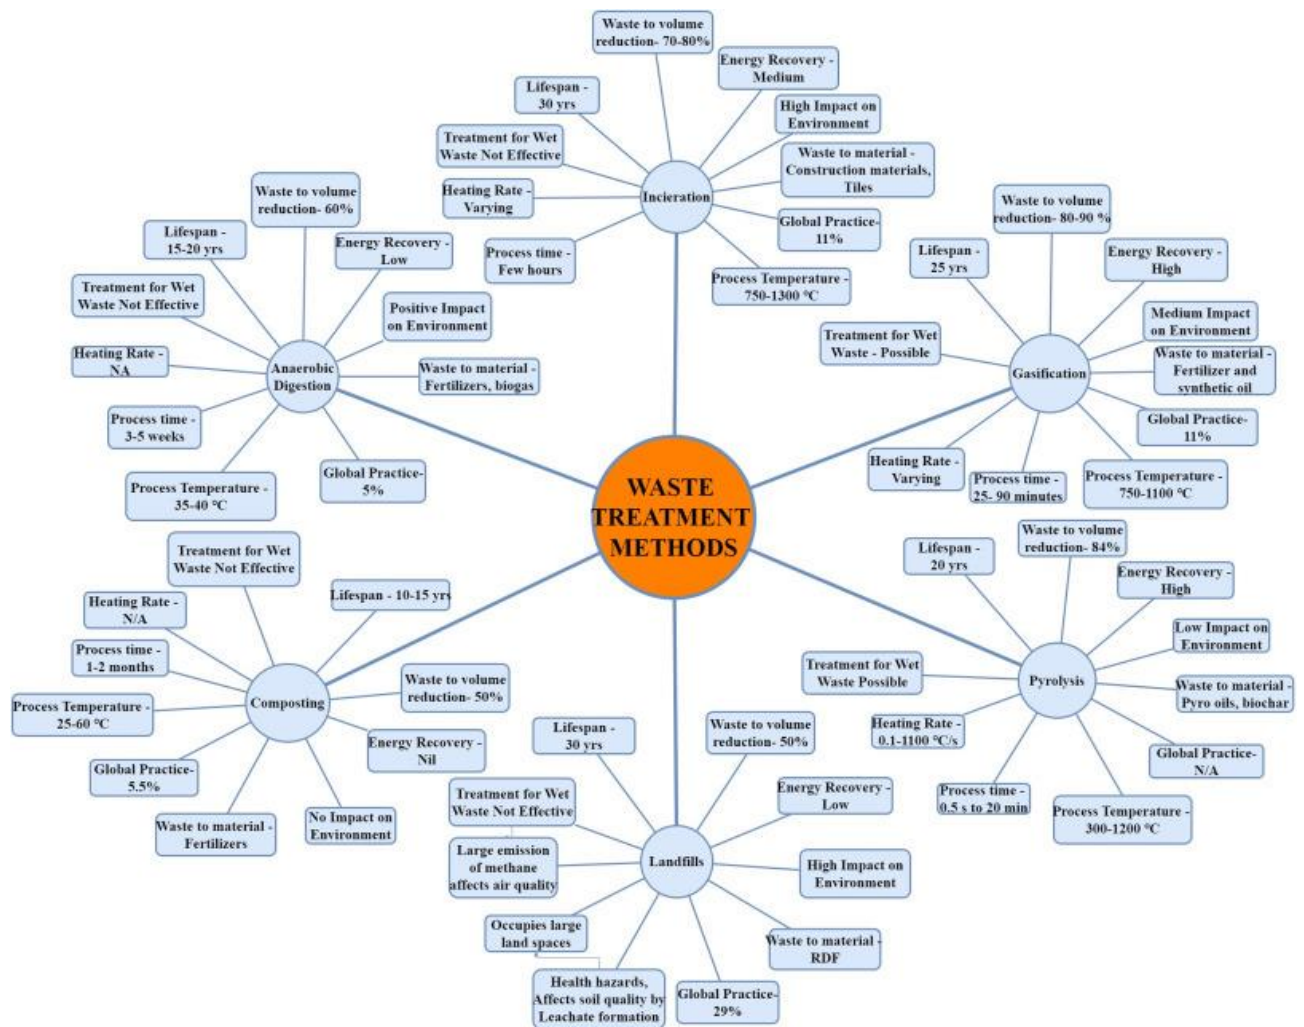 WASTE
TREATMENT
METHODS
Incieration
Waste to volume
reduction- 70-80%
Energy Recovery -
Medium
High Impact on
Environment
Waste to material -
Construction materials,
Tiles
Global Practice-
11%
Process Temperature -
750-1300 °C
Process time -
Few hours
Heating Rate -
Varying
Treatment for Wet
Waste Not Effective
Lifespan -
30 yrs
Gasification
Waste to volume
reduction- 80-90 %
Energy Recovery -
High
Medium Impact
on Environment
Waste to material -
Fertilizer and
synthetic oil
Global Practice-
11%
Process Temperature -
750-1100 °C
Process time -
25- 90 minutes
Heating Rate -
Varying
Treatment for Wet
Waste - Possible
Lifespan -
25 yrs
Pyrolysis
Waste to volume
reduction- 84%
Energy Recovery -
High
Low Impact on
Environment
Waste to material -
Pyro oils, biochar
Global Practice-
N/A
Process Temperature -
300-1200 °C
Process time -
0.5 s to 20 min
Heating Rate -
0.1-1100 °C/s
Treatment for Wet
Waste Possible
Lifespan -
20 yrs
Landfills
Waste to volume
reduction- 50%
Energy Recovery -
Low
High Impact on
Environment
Waste to material -
RDF
Global Practice-
29%
Health hazards,
Affects soil quality by
Leachate formation
Occupies large
land spaces
Large emission
of methane
affects air quality
Treatment for Wet
Waste Not Effective
Lifespan -
30 yrs
Composting
Lifespan - 10-15 yrs
Waste to volume
reduction- 50%
Energy Recovery -
Nil
No Impact on
Environment
Waste to material -
Fertilizers
Global Practice-
5.5%
Process Temperature -
25-60 °C
Process time -
1-2 months
Heating Rate -
N/A
Treatment for Wet
Waste Not Effective
Anaerobic
Digestion
Waste to volume
reduction- 60%
Energy Recovery -
Low
Positive Impact
on Environment
Waste to material -
Fertilizers, biogas
Global Practice-
5%
Process Temperature -
35-40 °C
Process time -
3-5 weeks
Heating Rate -
NA
Treatment for Wet
Waste Not Effective
Lifespan -
15-20 yrs